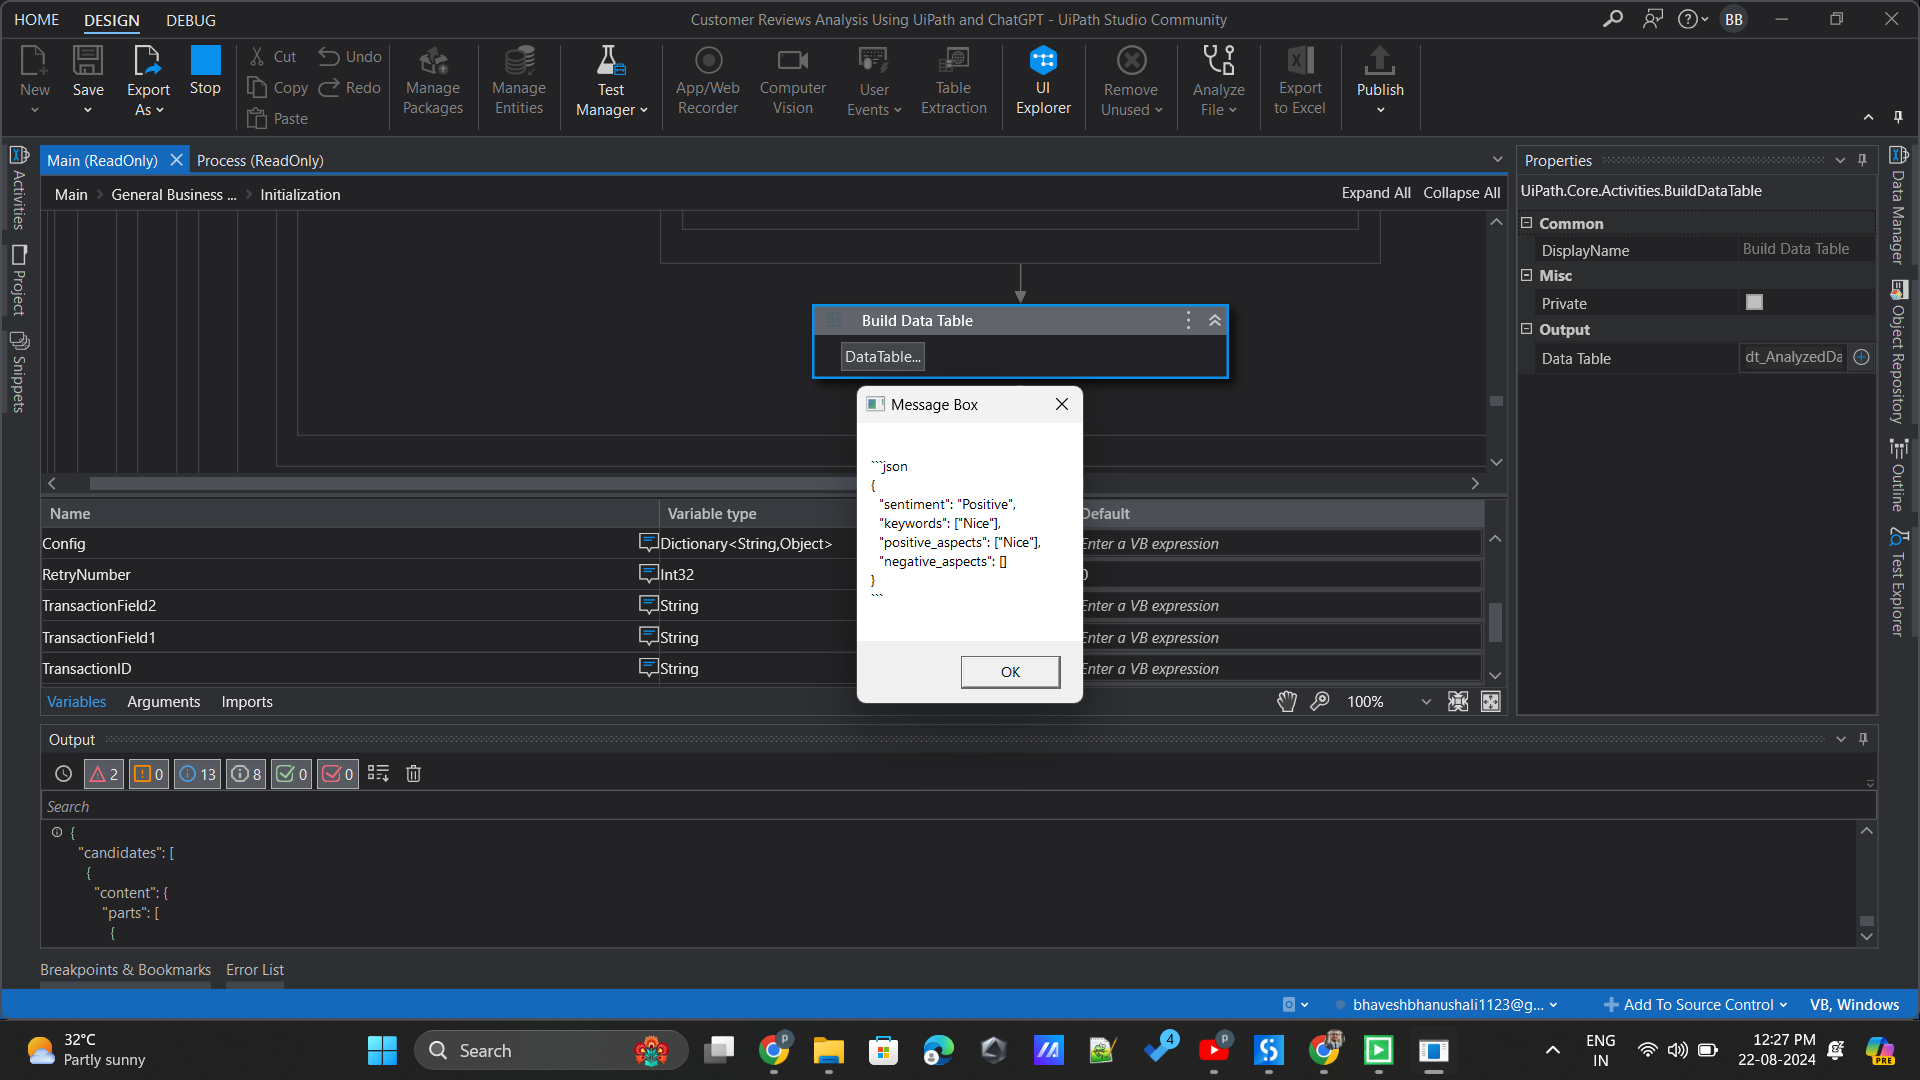 HOME DESIGN DEBUG
Customer Reviews Analysis Using UiPath and ChatGPT - UiPath Studio Community
BB
New
Save
Export As
Stop
Cut
Copy
Paste
Undo
Redo
Manage Packages
Manage Entities
Test Manager
App/Web Recorder
Computer Vision
User Events
Table Extraction
UI Explorer
Remove Unused
Analyze File
Export to Excel
Publish
Main (ReadOnly)
Process (ReadOnly)
Main > General Business ... > Initialization
Expand All Collapse All
Activities
Project
Snippets
Build Data Table
DataTable...
Message Box
```json
{
"sentiment": "Positive",
"keywords": ["Nice"],
"positive_aspects": ["Nice"],
"negative_aspects": []
}
```
OK
Name Variable type Default
Config Dictionary<String,Object> Enter a VB expression
RetryNumber Int32 0
TransactionField2 String Enter a VB expression
TransactionField1 String Enter a VB expression
TransactionID String Enter a VB expression
Variables Arguments Imports
100%
Properties
UiPath.Core.Activities.BuildDataTable
Common
DisplayName Build Data Table
Misc
Private
Output
Data Table dt_AnalyzedDa
Data Manager
Object Repository
Outline
Test Explorer
Output
2 0 13 8 0 0
Search
{
"candidates": [
{
"content": {
"parts": [
{
Breakpoints & Bookmarks Error List
bhaveshbhanushali1123@g...
Add To Source Control
VB, Windows
32°C
Partly sunny
Search
P
4
P
ENG
IN
12:27 PM
22-08-2024
PRE